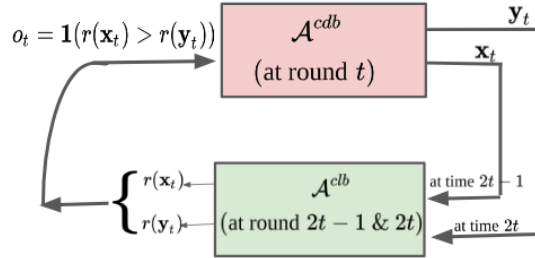 o_t = 𝟏(r(𝐱_t) > r(𝐲_t))
𝒜^{cdb}
(at round t)
𝐲_t
𝐱_t
r(𝐱_t)
r(𝐲_t)
𝒜^{clb}
(at round 2t − 1 & 2t)
at time 2t − 1
at time 2t